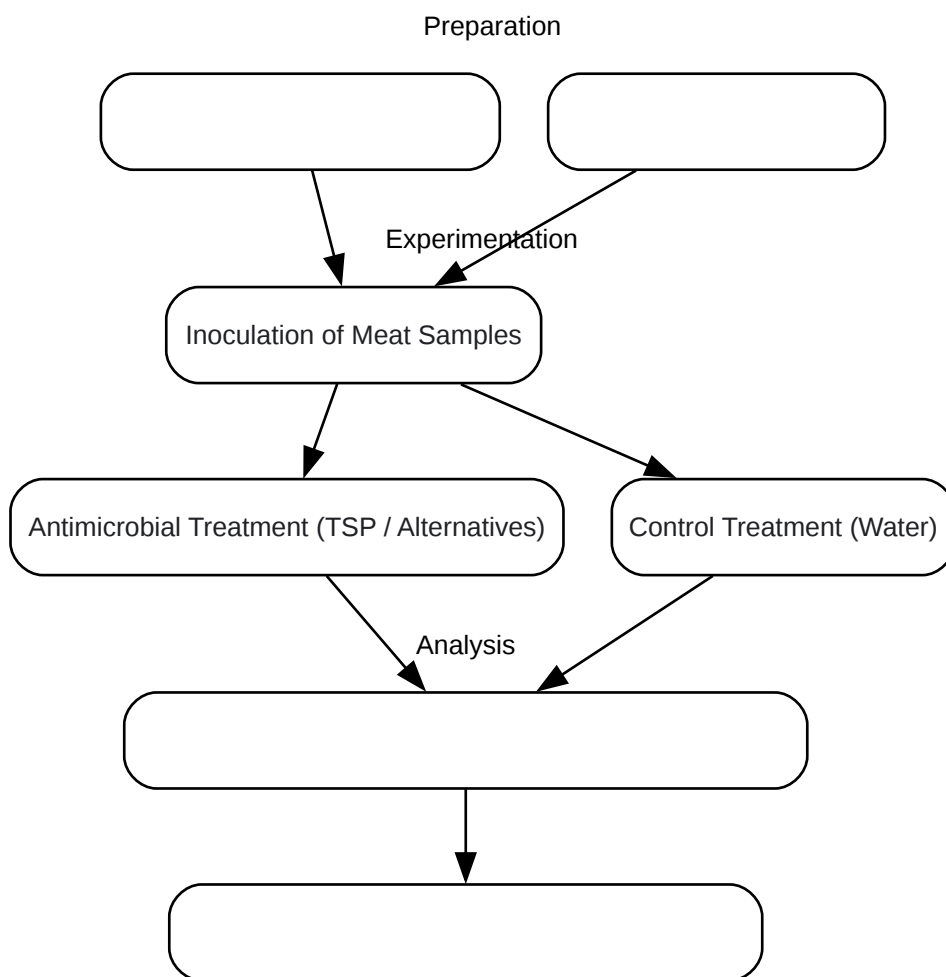 Preparation
Experimentation
Inoculation of Meat Samples
Antimicrobial Treatment (TSP / Alternatives)
Control Treatment (Water)
Analysis